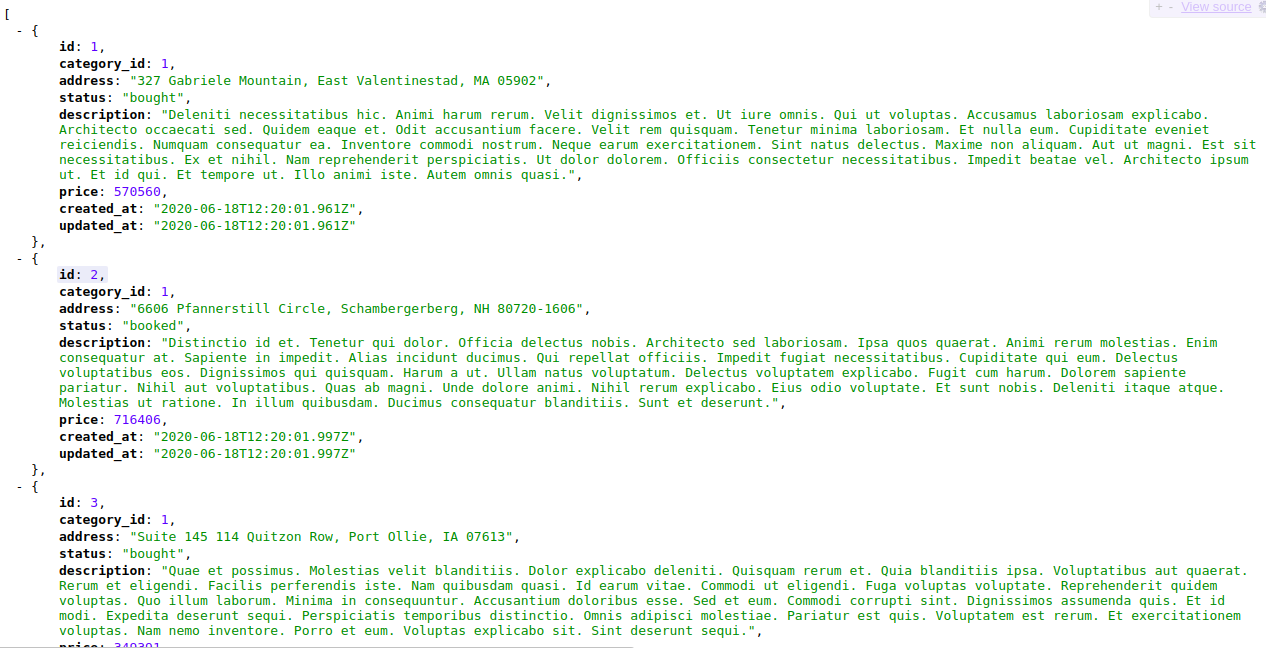 + - View source
[
- {
id: 1,
category_id: 1,
address: "327 Gabriele Mountain, East Valentinestad, MA 05902",
status: "bought",
description: "Deleniti necessitatibus hic. Animi harum rerum. Velit dignissimos et. Ut iure omnis. Qui ut voluptas. Accusamus laboriosam explicabo.
Architecto occaecati sed. Quidem eaque et. Odit accusantium facere. Velit rem quisquam. Tenetur minima laboriosam. Et nulla eum. Cupiditate eveniet
reiciendis. Numquam consequatur ea. Inventore commodi nostrum. Neque earum exercitationem. Sint natus delectus. Maxime non aliquam. Aut ut magni. Est sit
necessitatibus. Ex et nihil. Nam reprehenderit perspiciatis. Ut dolor dolorem. Officiis consectetur necessitatibus. Impedit beatae vel. Architecto ipsum
ut. Et id qui. Et tempore ut. Illo animi iste. Autem omnis quasi.",
price: 570560,
created_at: "2020-06-18T12:20:01.961Z",
updated_at: "2020-06-18T12:20:01.961Z"
},
- {
id: 2,
category_id: 1,
address: "6606 Pfannerstill Circle, Schambergerberg, NH 80720-1606",
status: "booked",
description: "Distinctio id et. Tenetur qui dolor. Officia delectus nobis. Architecto sed laboriosam. Ipsa quos quaerat. Animi rerum molestias. Enim
consequatur at. Sapiente in impedit. Alias incidunt ducimus. Qui repellat officiis. Impedit fugiat necessitatibus. Cupiditate qui eum. Delectus
voluptatibus eos. Dignissimos qui quisquam. Harum a ut. Ullam natus voluptatum. Delectus voluptatem explicabo. Fugit cum harum. Dolorem sapiente
pariatur. Nihil aut voluptatibus. Quas ab magni. Unde dolore animi. Nihil rerum explicabo. Eius odio voluptate. Et sunt nobis. Deleniti itaque atque.
Molestias ut ratione. In illum quibusdam. Ducimus consequatur blanditiis. Sunt et deserunt.",
price: 716406,
created_at: "2020-06-18T12:20:01.997Z",
updated_at: "2020-06-18T12:20:01.997Z"
},
- {
id: 3,
category_id: 1,
address: "Suite 145 114 Quitzon Row, Port Ollie, IA 07613",
status: "bought",
description: "Quae et possimus. Molestias velit blanditiis. Dolor explicabo deleniti. Quisquam rerum et. Quia blanditiis ipsa. Voluptatibus aut quaerat.
Rerum et eligendi. Facilis perferendis iste. Nam quibusdam quasi. Id earum vitae. Commodi ut eligendi. Fuga voluptas voluptate. Reprehenderit quidem
voluptas. Quo illum laborum. Minima in consequuntur. Accusantium doloribus esse. Sed et eum. Commodi corrupti sint. Dignissimos assumenda quis. Et id
modi. Expedita deserunt sequi. Perspiciatis temporibus distinctio. Omnis adipisci molestiae. Pariatur est quis. Voluptatem est rerum. Et exercitationem
voluptas. Nam nemo inventore. Porro et eum. Voluptas explicabo sit. Sint deserunt sequi.",
price: